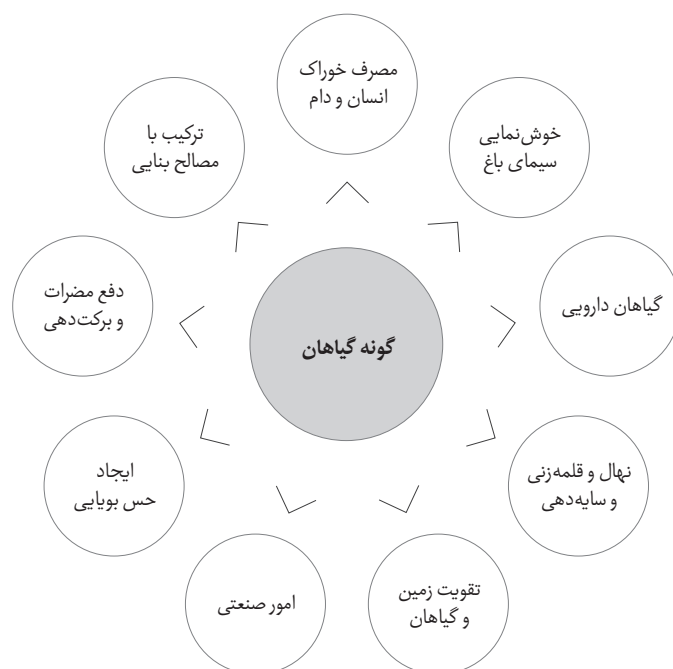 مصرف خوراک
انسان و دام
خوش‌نمایی
سیمای باغ
ترکیب با
مصالح بنایی
گیاهان دارویی
دفع مضرات
و برکت‌دهی
گونه گیاهان
نهال و قلمه‌زنی
و سایه‌دهی
ایجاد
حس بویایی
تقویت زمین
و گیاهان
امور صنعتی